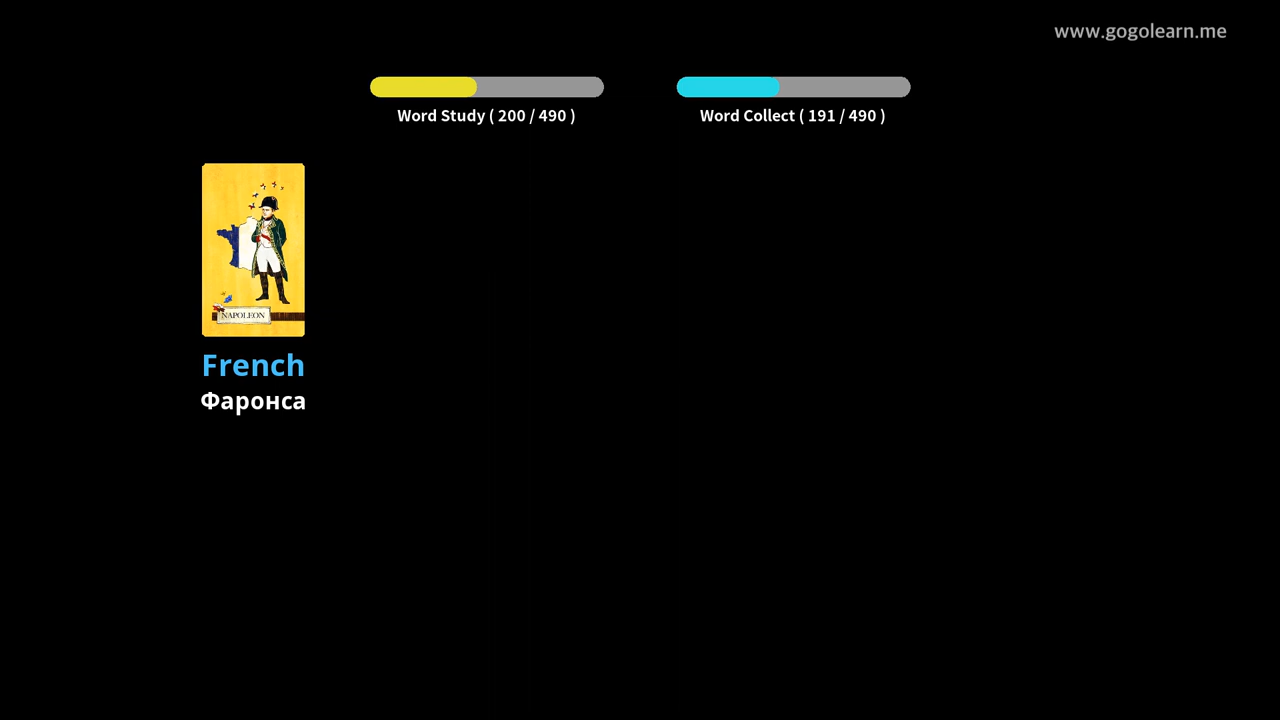 www.gogolearn.me
Word Study ( 200 / 490 )
Word Collect ( 191 / 490 )
NAPOLEON
French
Фаронса